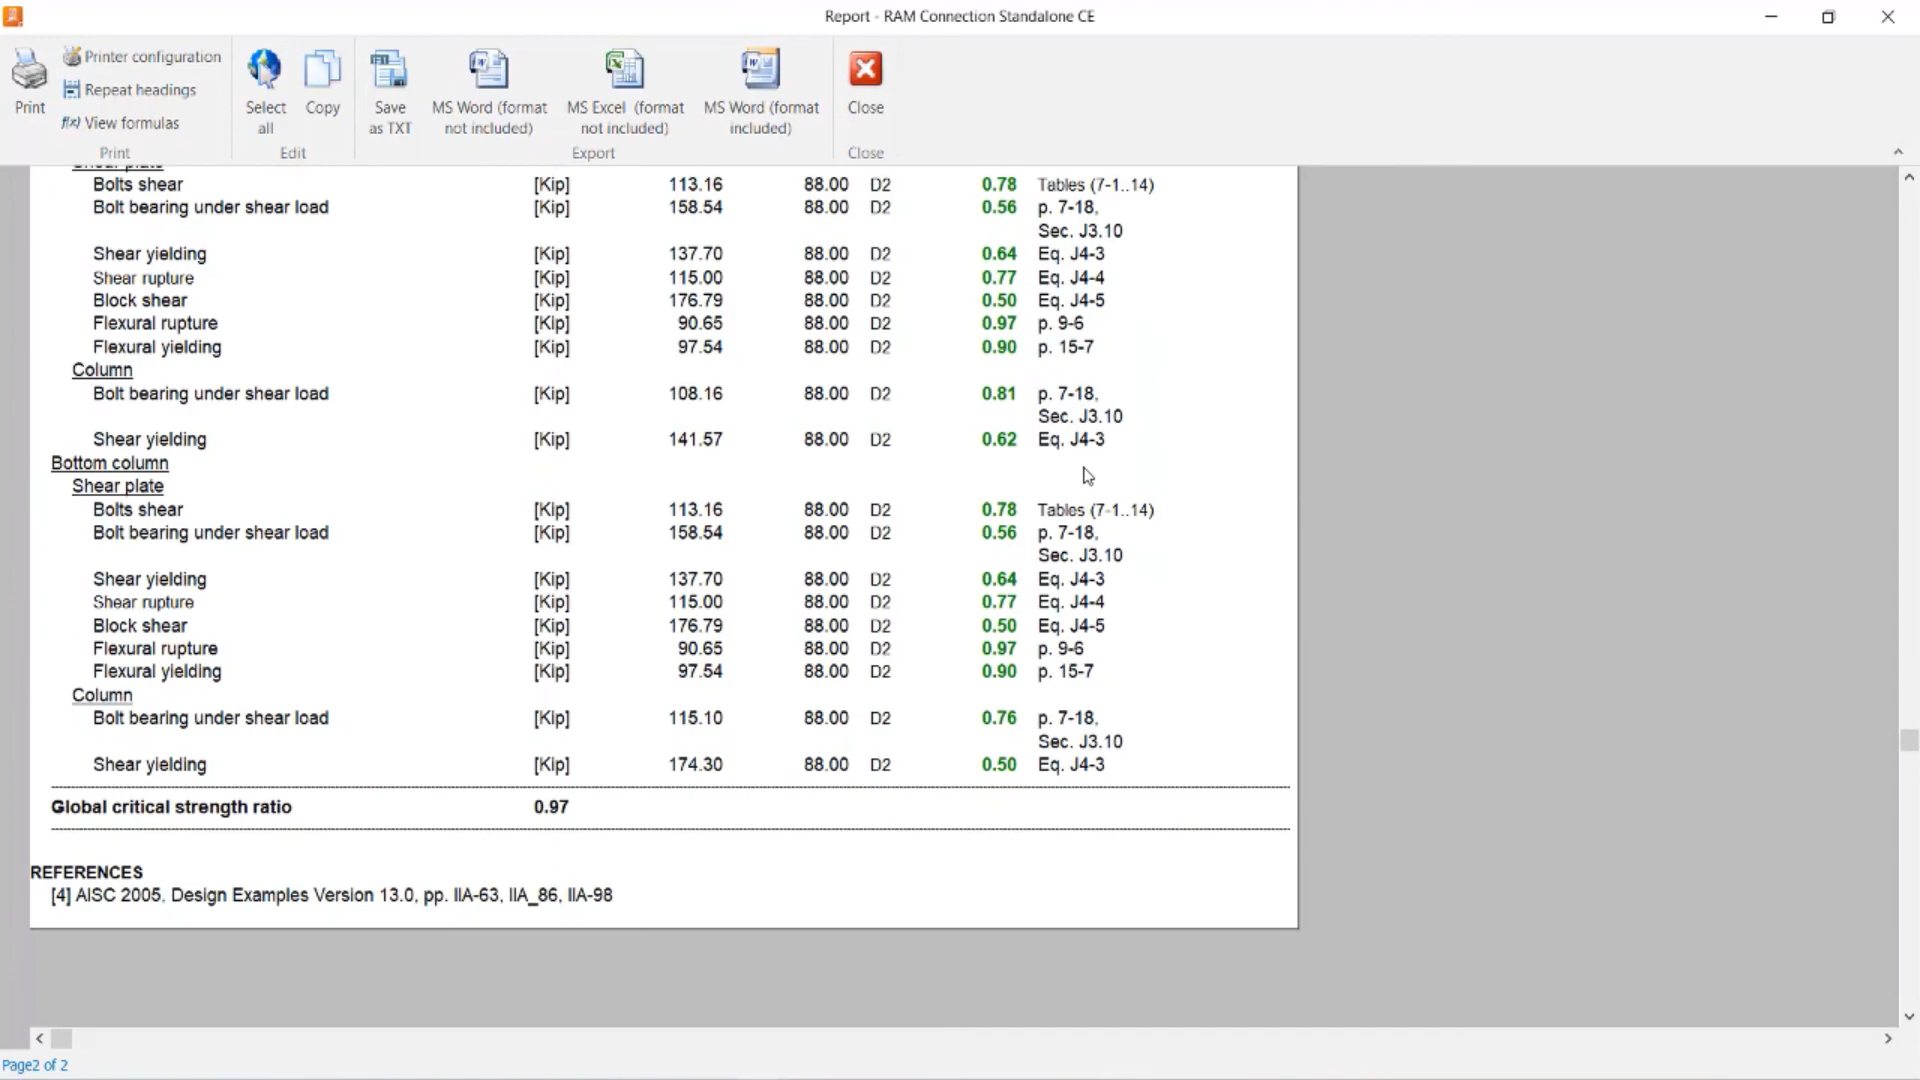 Report - RAM Connection Standalone CE
Print
Printer configuration
Repeat headings
f(x) View formulas
Print
Select all
Copy
Edit
Save as TXT
MS Word (format not included)
MS Excel (format not included)
MS Word (format included)
Export
Close
Close
Shear plate
Bolts shear [Kip] 113.16 88.00 D2 0.78 Tables (7-1..14)
Bolt bearing under shear load [Kip] 158.54 88.00 D2 0.56 p. 7-18,
Sec. J3.10
Shear yielding [Kip] 137.70 88.00 D2 0.64 Eq. J4-3
Shear rupture [Kip] 115.00 88.00 D2 0.77 Eq. J4-4
Block shear [Kip] 176.79 88.00 D2 0.50 Eq. J4-5
Flexural rupture [Kip] 90.65 88.00 D2 0.97 p. 9-6
Flexural yielding [Kip] 97.54 88.00 D2 0.90 p. 15-7
Column
Bolt bearing under shear load [Kip] 108.16 88.00 D2 0.81 p. 7-18,
Sec. J3.10
Shear yielding [Kip] 141.57 88.00 D2 0.62 Eq. J4-3
Bottom column
Shear plate
Bolts shear [Kip] 113.16 88.00 D2 0.78 Tables (7-1..14)
Bolt bearing under shear load [Kip] 158.54 88.00 D2 0.56 p. 7-18,
Sec. J3.10
Shear yielding [Kip] 137.70 88.00 D2 0.64 Eq. J4-3
Shear rupture [Kip] 115.00 88.00 D2 0.77 Eq. J4-4
Block shear [Kip] 176.79 88.00 D2 0.50 Eq. J4-5
Flexural rupture [Kip] 90.65 88.00 D2 0.97 p. 9-6
Flexural yielding [Kip] 97.54 88.00 D2 0.90 p. 15-7
Column
Bolt bearing under shear load [Kip] 115.10 88.00 D2 0.76 p. 7-18,
Sec. J3.10
Shear yielding [Kip] 174.30 88.00 D2 0.50 Eq. J4-3
Global critical strength ratio 0.97
REFERENCES
[4] AISC 2005, Design Examples Version 13.0, pp. IIA-63, IIA_86, IIA-98
Page2 of 2